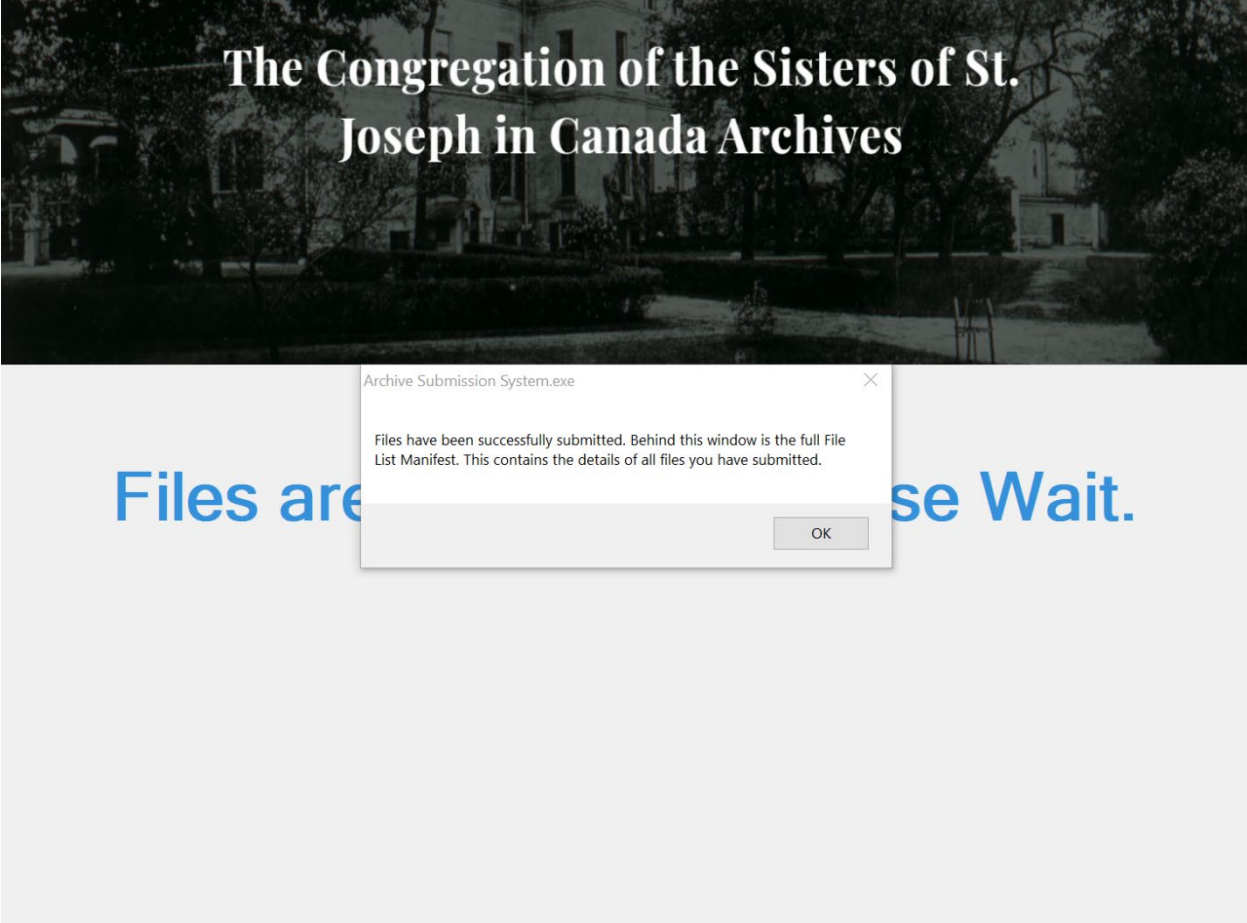 The Congregation of the Sisters of St.
Joseph in Canada Archives
Archive Submission System.exe
Files have been successfully submitted. Behind this window is the full File
List Manifest. This contains the details of all files you have submitted.
Files are se Wait.
OK